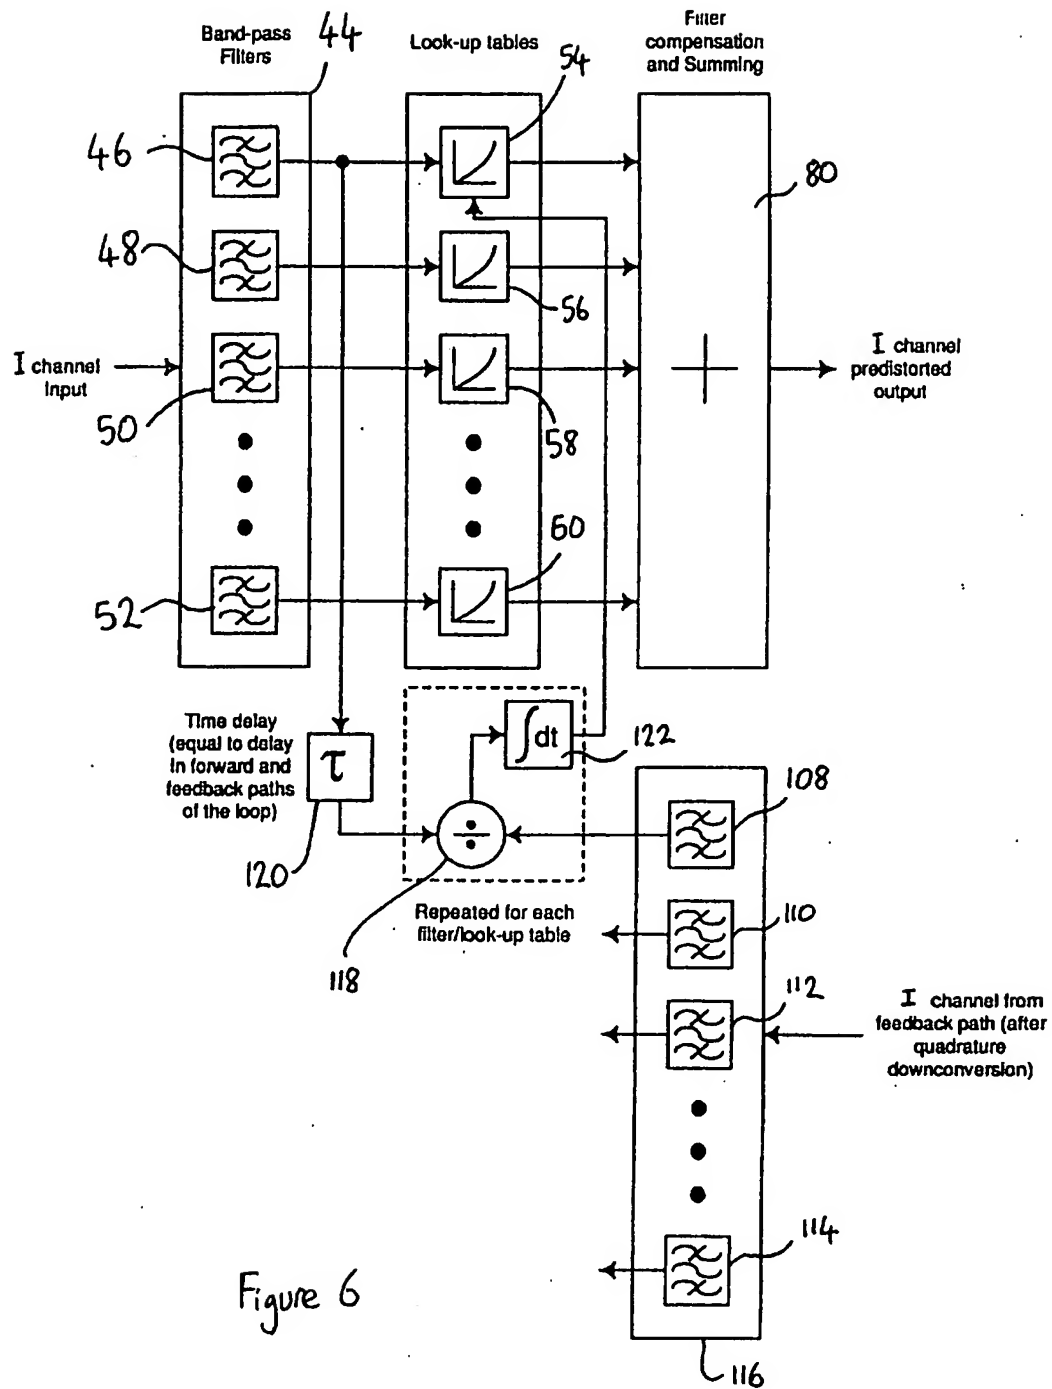 Band-pass
Filters
44
Look-up tables
54
Filter
compensation
and Summing
46
80
48
56
I channel
Input
I channel
predistorted
output
50
58
60
52
Time delay
(equal to delay
in forward and
feedback paths
of the loop)
τ
∫dt
122
÷
108
120
Repeated for each
filter/look-up table
118
110
112
I channel from
feedback path (after
quadrature
downconversion)
114
Figure 6
116